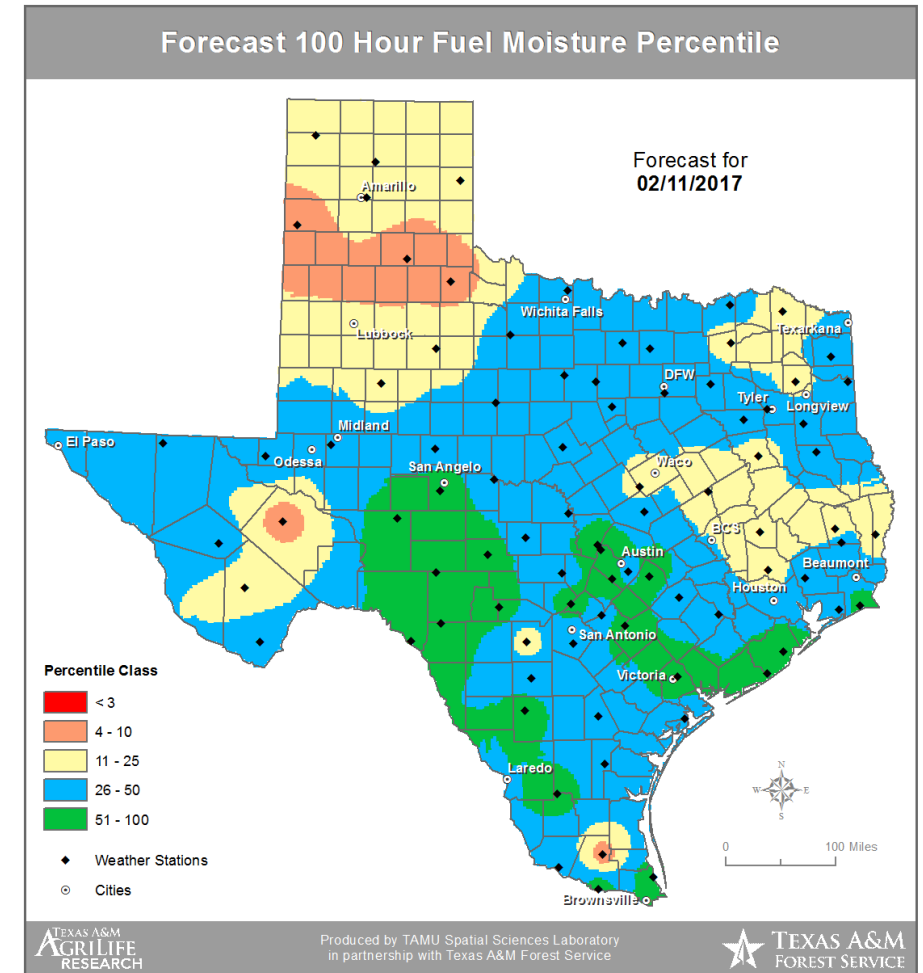 Forecast 100 Hour Fuel Moisture Percentile
Forecast for
02/11/2017
Amarillo
Lubbock
Wichita Falls
Texarkana
DFW
Tyler
Longview
El Paso
Midland
Odessa
San Angelo
Waco
BCS
Austin
Beaumont
Houston
San Antonio
Victoria
Laredo
Brownsville
Percentile Class
< 3
4 - 10
11 - 25
26 - 50
51 - 100
Weather Stations
Cities
N
W E
S
0 100 Miles
TEXAS A&M
AGRILIFE
RESEARCH
Produced by TAMU Spatial Sciences Laboratory
in partnership with Texas A&M Forest Service
TEXAS A&M
FOREST SERVICE